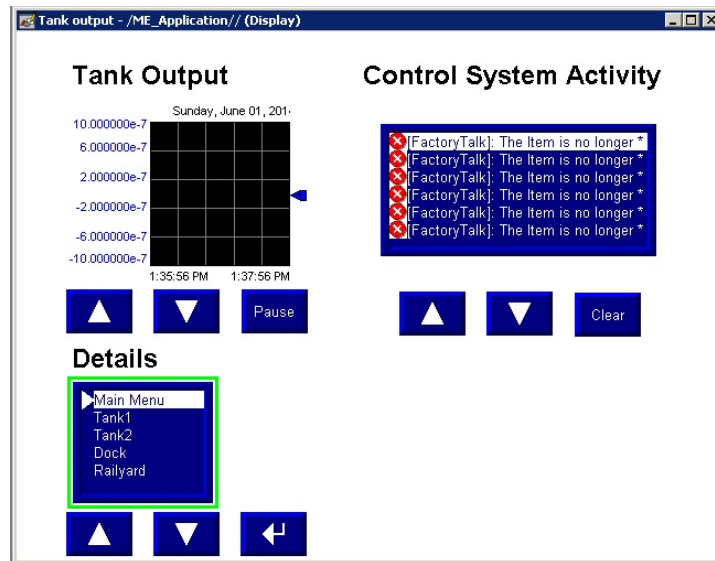 Tank output - /ME_Application// (Display)
Tank Output
Control System Activity
Sunday, June 01, 201
10.000000e-7
6.000000e-7
2.000000e-7
-2.000000e-7
-6.000000e-7
-10.000000e-7
1:35:56 PM 1:37:56 PM
[FactoryTalk]: The Item is no longer *
[FactoryTalk]: The Item is no longer *
[FactoryTalk]: The Item is no longer *
[FactoryTalk]: The Item is no longer *
[FactoryTalk]: The Item is no longer *
[FactoryTalk]: The Item is no longer *
Pause
Clear
Details
Main Menu
Tank1
Tank2
Dock
Railyard